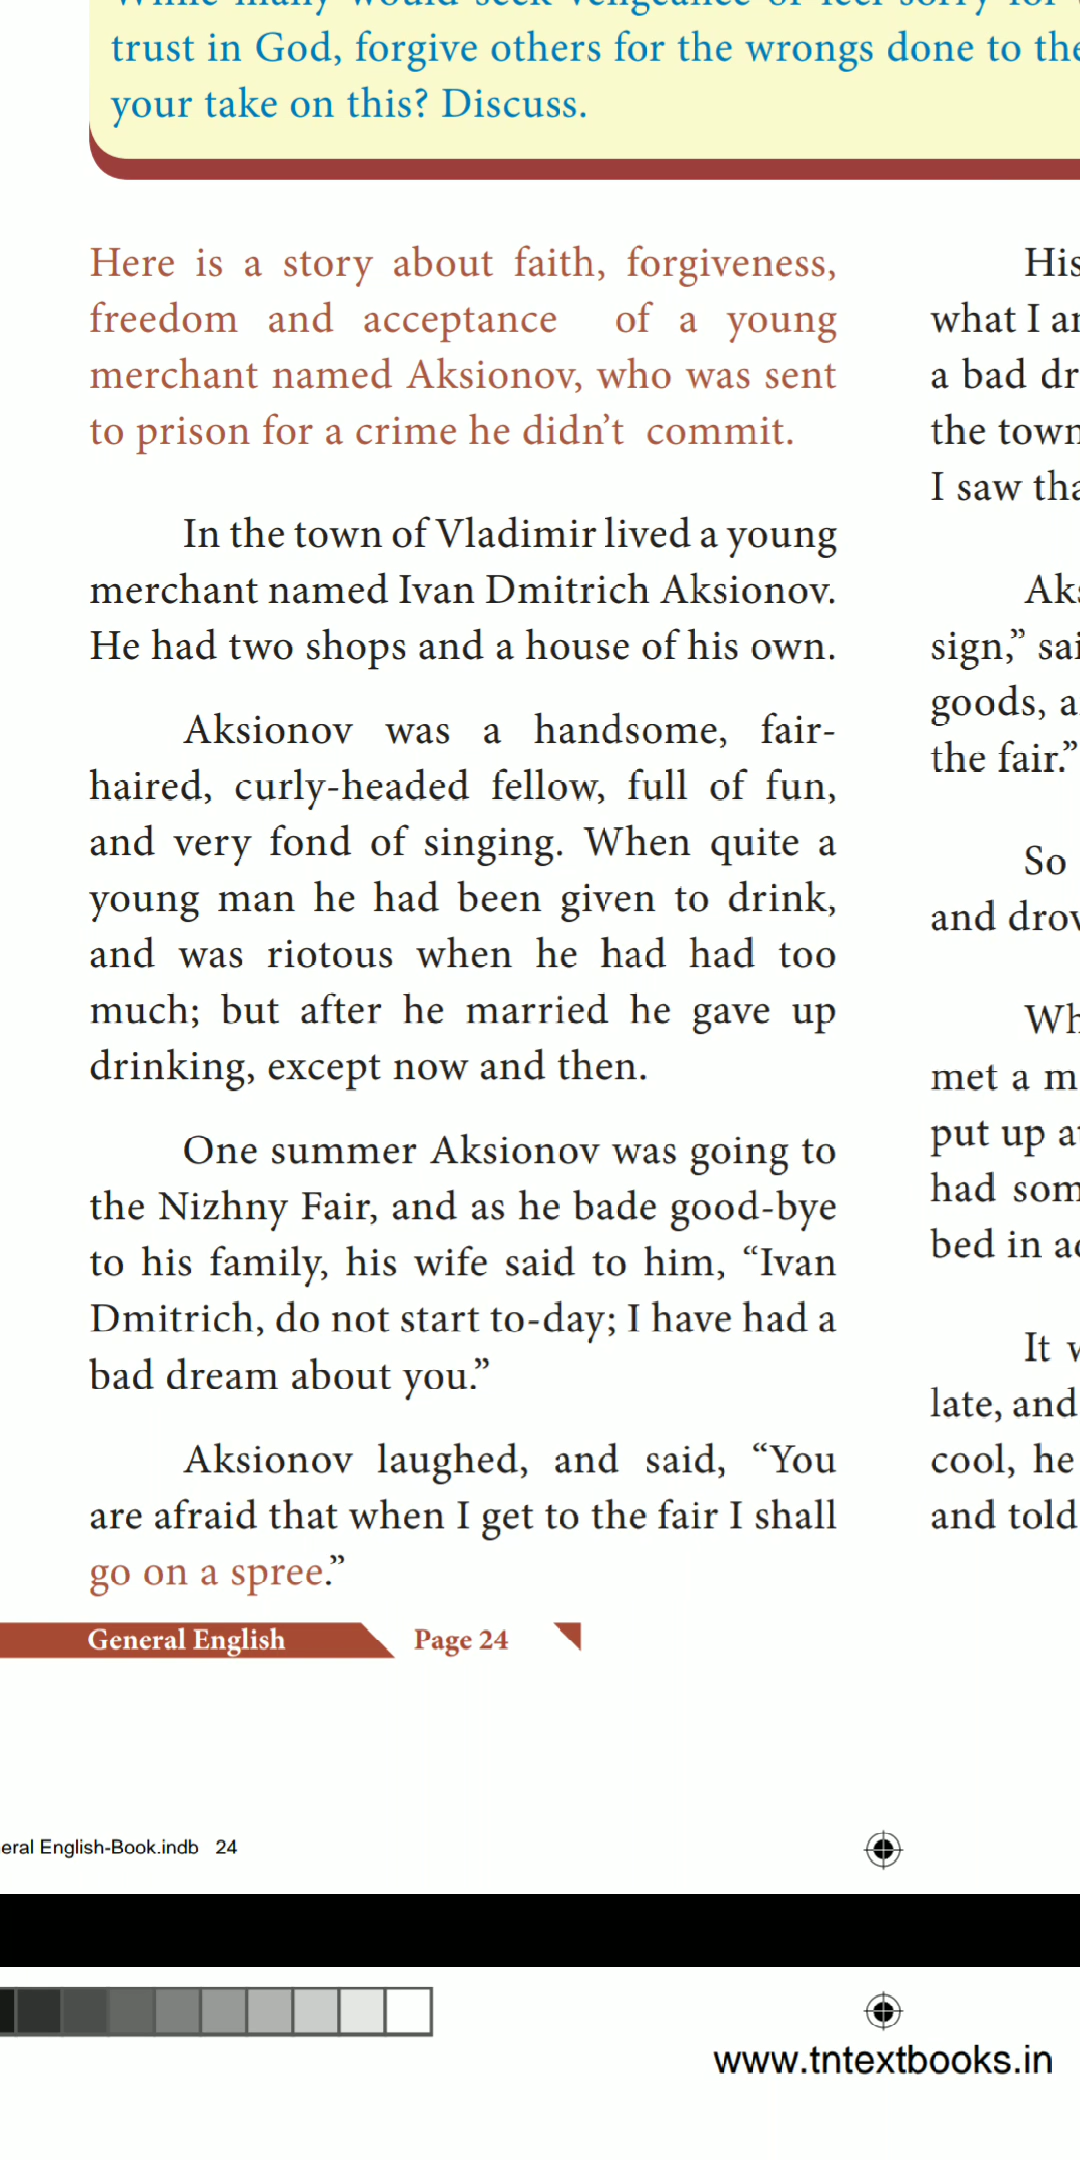 trust in God, forgive others for the wrongs done to
your take on this? Discuss.
Here is a story about faith, forgiveness,
freedom and acceptance of a young
merchant named Aksionov, who was sent
to prison for a crime he didn’t commit.
In the town of Vladimir lived a young
merchant named Ivan Dmitrich Aksionov.
He had two shops and a house of his own.
Aksionov was a handsome, fair-
haired, curly-headed fellow, full of fun,
and very fond of singing. When quite a
young man he had been given to drink,
and was riotous when he had had too
much; but after he married he gave up
drinking, except now and then.
One summer Aksionov was going to
the Nizhny Fair, and as he bade good-bye
to his family, his wife said to him, “Ivan
Dmitrich, do not start to-day; I have had a
bad dream about you.”
Aksionov laughed, and said, “You
are afraid that when I get to the fair I shall
go on a spree.”
His
what I
a bad
the town
I saw
sign,”
goods,
the fair.”
So
and
met a
put up
had
bed in
It
late, and
cool, he
and told
General English Page 24
English-Book.indb 24
www.tntextbooks.in